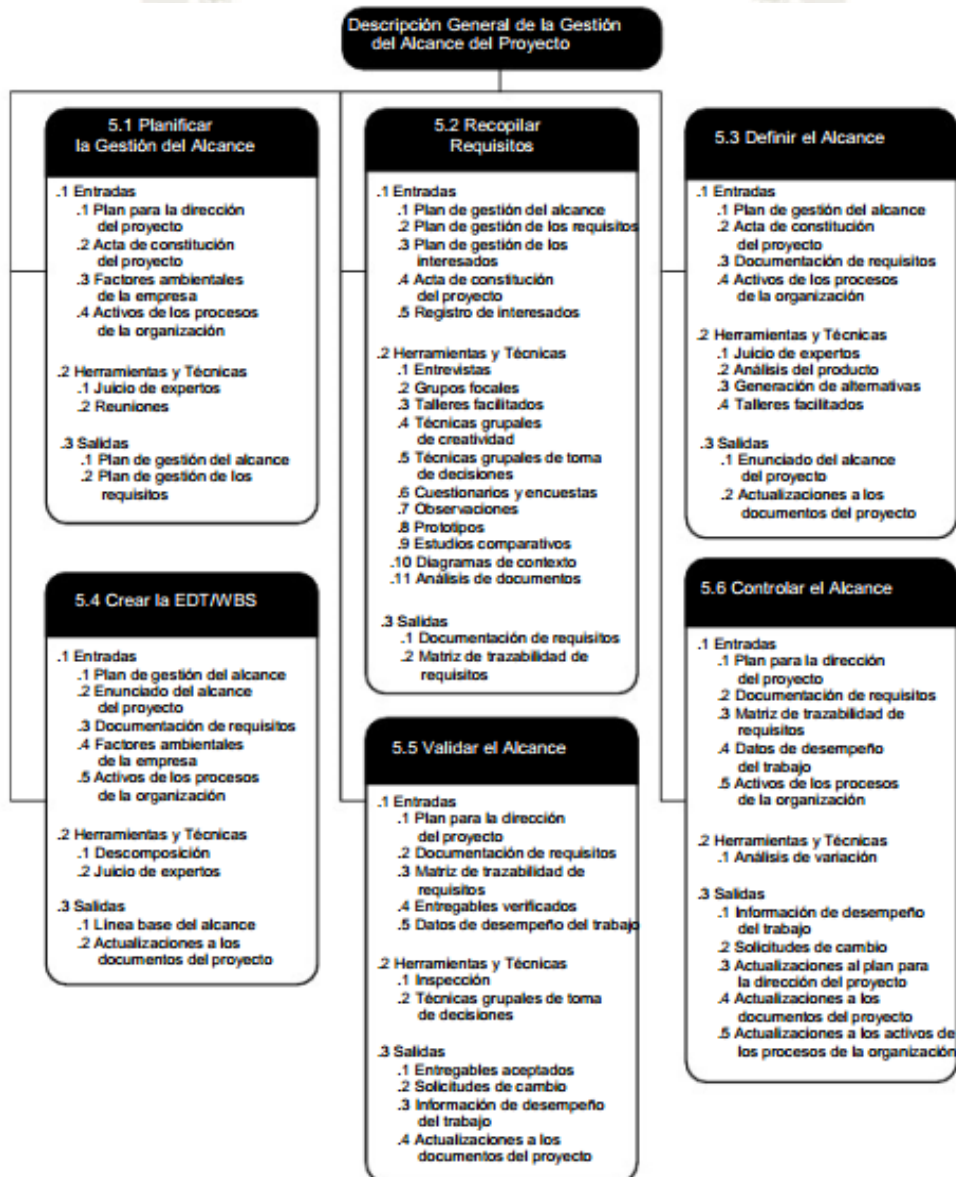 Descripción General de la Gestión
del Alcance del Proyecto
5.1 Planificar
la Gestión del Alcance
.1 Entradas
.1 Plan para la dirección
del proyecto
.2 Acta de constitución
del proyecto
.3 Factores ambientales
de la empresa
.4 Activos de los procesos
de la organización
.2 Herramientas y Técnicas
.1 Juicio de expertos
.2 Reuniones
.3 Salidas
.1 Plan de gestión del alcance
.2 Plan de gestión de los
requisitos
5.2 Recopilar
Requisitos
.1 Entradas
.1 Plan de gestión del alcance
.2 Plan de gestión de los requisitos
.3 Plan de gestión de los
interesados
.4 Acta de constitución
del proyecto
.5 Registro de interesados
.2 Herramientas y Técnicas
.1 Entrevistas
.2 Grupos focales
.3 Talleres facilitados
.4 Técnicas grupales
de creatividad
.5 Técnicas grupales de toma
de decisiones
.6 Cuestionarios y encuestas
.7 Observaciones
.8 Prototipos
.9 Estudios comparativos
.10 Diagramas de contexto
.11 Análisis de documentos
.3 Salidas
.1 Documentación de requisitos
.2 Matriz de trazabilidad de
requisitos
5.3 Definir el Alcance
.1 Entradas
.1 Plan de gestión del alcance
.2 Acta de constitución
del proyecto
.3 Documentación de requisitos
.4 Activos de los procesos
de la organización
.2 Herramientas y Técnicas
.1 Juicio de expertos
.2 Análisis del producto
.3 Generación de alternativas
.4 Talleres facilitados
.3 Salidas
.1 Enunciado del alcance
del proyecto
.2 Actualizaciones a los
documentos del proyecto
5.4 Crear la EDT/WBS
.1 Entradas
.1 Plan de gestión del alcance
.2 Enunciado del alcance
del proyecto
.3 Documentación de requisitos
.4 Factores ambientales
de la empresa
.5 Activos de los procesos
de la organización
.2 Herramientas y Técnicas
.1 Descomposición
.2 Juicio de expertos
.3 Salidas
.1 Línea base del alcance
.2 Actualizaciones a los
documentos del proyecto
5.5 Validar el Alcance
.1 Entradas
.1 Plan para la dirección
del proyecto
.2 Documentación de requisitos
.3 Matriz de trazabilidad de
requisitos
.4 Entregables verificados
.5 Datos de desempeño del trabajo
.2 Herramientas y Técnicas
.1 Inspección
.2 Técnicas grupales de toma
de decisiones
.3 Salidas
.1 Entregables aceptados
.2 Solicitudes de cambio
.3 Información de desempeño
del trabajo
.4 Actualizaciones a los
documentos del proyecto
5.6 Controlar el Alcance
.1 Entradas
.1 Plan para la dirección
del proyecto
.2 Documentación de requisitos
.3 Matriz de trazabilidad de
requisitos
.4 Datos de desempeño
del trabajo
.5 Activos de los procesos
de la organización
.2 Herramientas y Técnicas
.1 Análisis de variación
.3 Salidas
.1 Información de desempeño
del trabajo
.2 Solicitudes de cambio
.3 Actualizaciones al plan para
la dirección del proyecto
.4 Actualizaciones a los
documentos del proyecto
.5 Actualizaciones a los activos de
los procesos de la organización